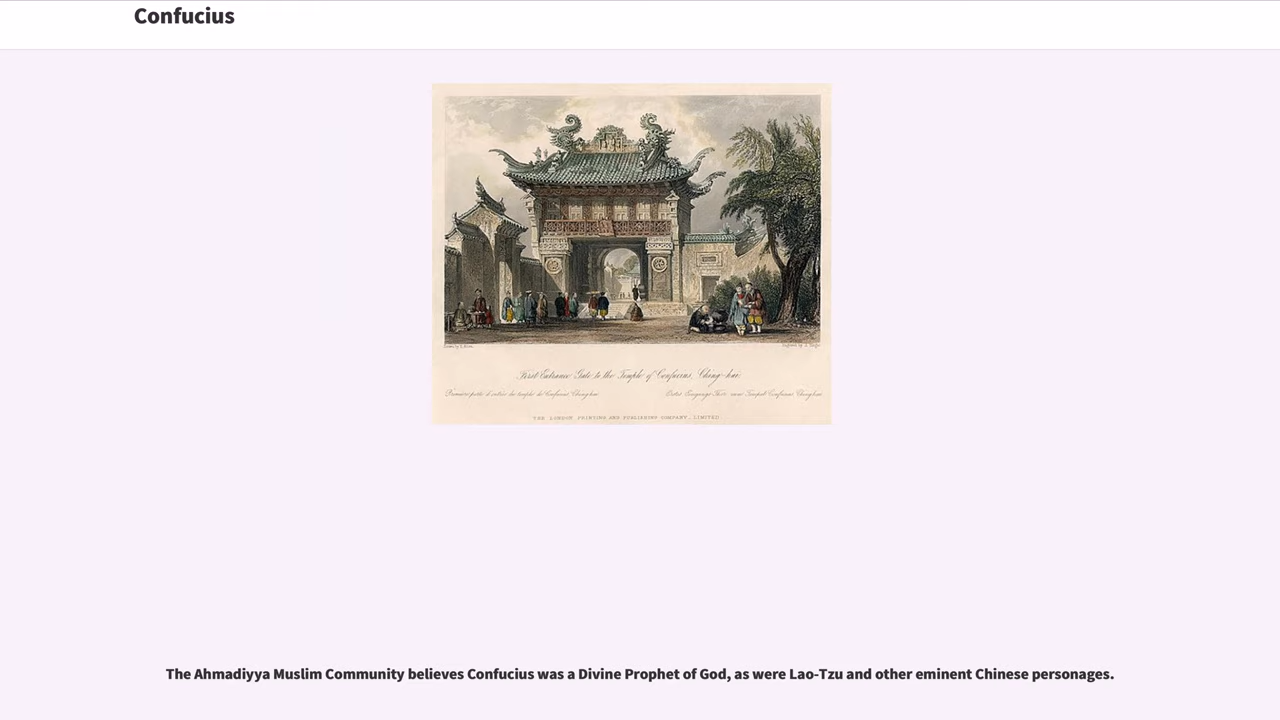 Confucius
First Entrance Gate to the Temple of Confucius, Ching-hai.
THE LONDON PRINTING AND PUBLISHING COMPANY, LIMITED
The Ahmadiyya Muslim Community believes Confucius was a Divine Prophet of God, as were Lao-Tzu and other eminent Chinese personages.